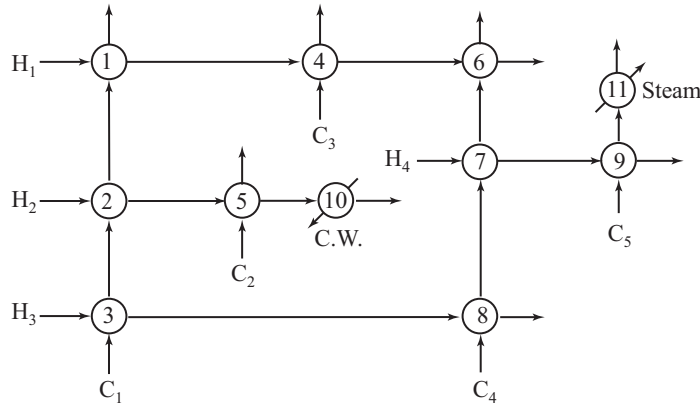 H₁ 1 4 6
11 Steam
C₃
H₄ 7 9
H₂ 2 5 10
C.W.
C₂ C₅
H₃ 3 8
C₁ C₄